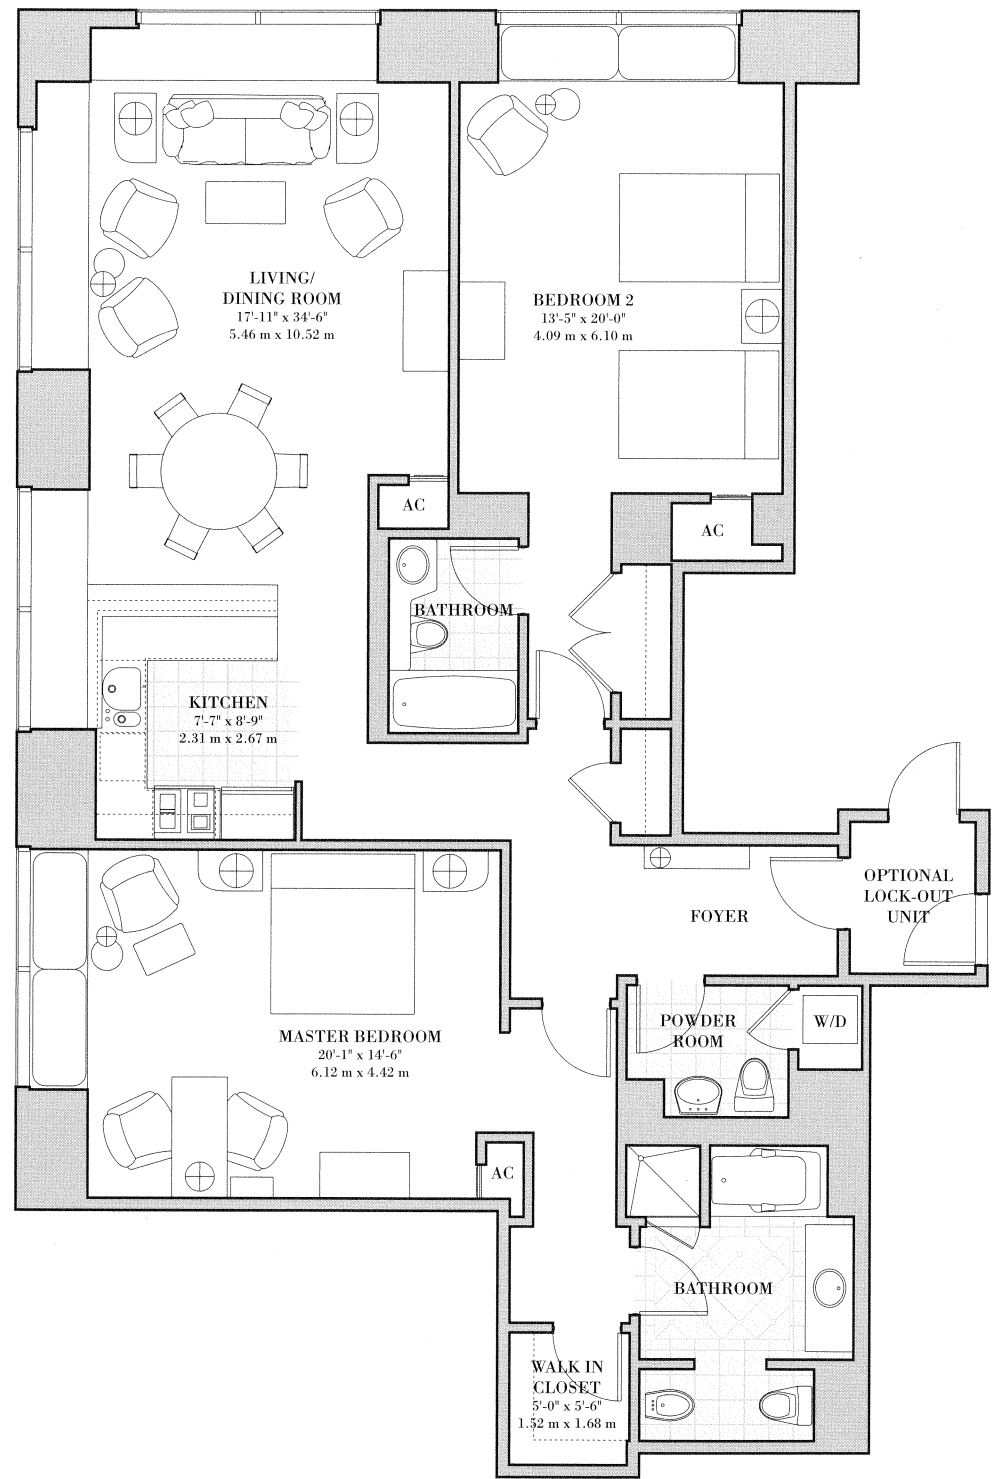 LIVING/
DINING ROOM
17'-11" x 34'-6"
5.46 m x 10.52 m
BEDROOM 2
13'-5" x 20'-0"
4.09 m x 6.10 m
AC
AC
BATHROOM
KITCHEN
7'-7" x 8'-9"
2.31 m x 2.67 m
OPTIONAL
LOCK-OUT
UNIT
FOYER
MASTER BEDROOM
20'-1" x 14'-6"
6.12 m x 4.42 m
POWDER
ROOM
W/D
AC
BATHROOM
WALK IN
CLOSET
5'-0" x 5'-6"
1.52 m x 1.68 m